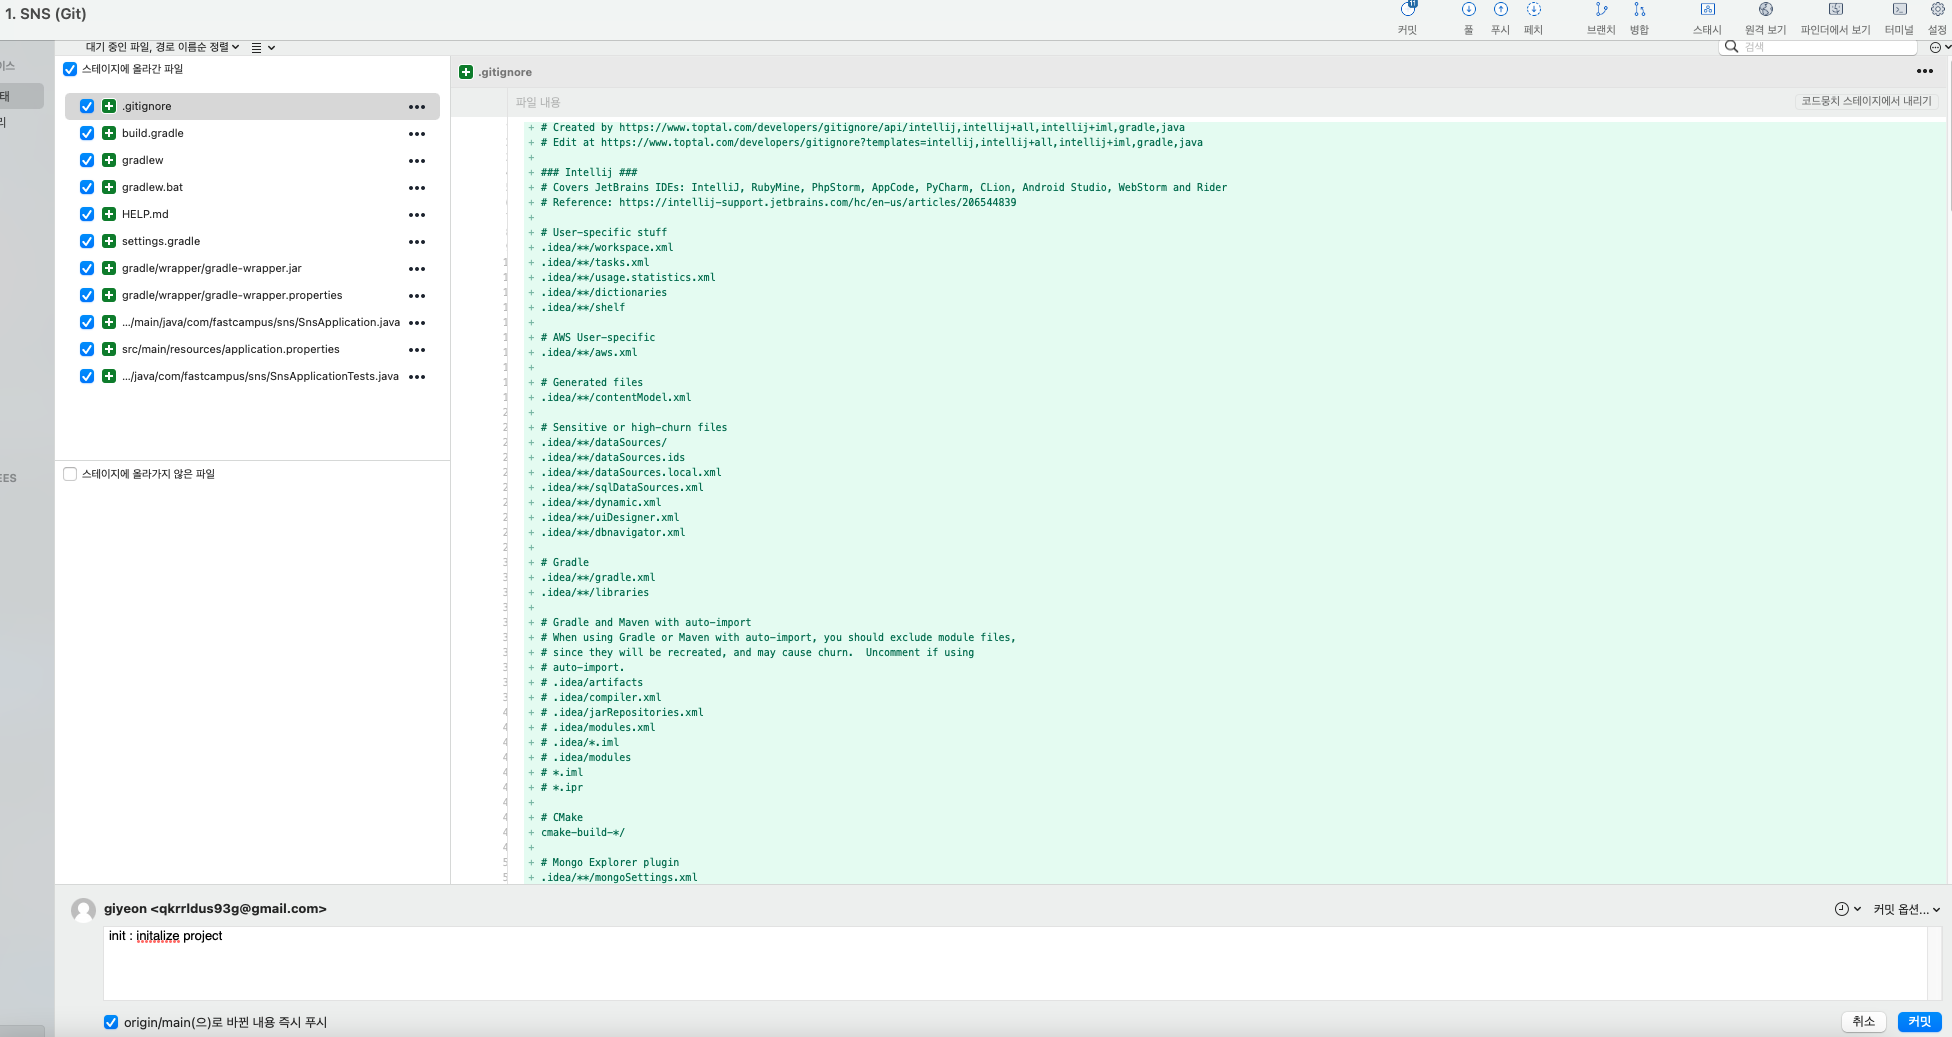 1. SNS (Git)
11
커밋
풀
푸시
페치
브랜치
병합
스태시
원격 보기
파인더에서 보기
터미널
설정
대기 중인 파일, 경로 이름순 정렬
검색
스테이지에 올라간 파일
.gitignore
build.gradle
gradlew
gradlew.bat
HELP.md
settings.gradle
gradle/wrapper/gradle-wrapper.jar
gradle/wrapper/gradle-wrapper.properties
.../main/java/com/fastcampus/sns/SnsApplication.java
src/main/resources/application.properties
.../java/com/fastcampus/sns/SnsApplicationTests.java
스테이지에 올라가지 않은 파일
.gitignore
파일 내용
코드뭉치 스테이지에서 내리기
+ # Created by https://www.toptal.com/developers/gitignore/api/intellij,intellij+all,intellij+iml,gradle,java
+ # Edit at https://www.toptal.com/developers/gitignore?templates=intellij,intellij+all,intellij+iml,gradle,java
+
+ ### Intellij ###
+ # Covers JetBrains IDEs: IntelliJ, RubyMine, PhpStorm, AppCode, PyCharm, CLion, Android Studio, WebStorm and Rider
+ # Reference: https://intellij-support.jetbrains.com/hc/en-us/articles/206544839
+
+ # User-specific stuff
+ .idea/**/workspace.xml
+ .idea/**/tasks.xml
+ .idea/**/usage.statistics.xml
+ .idea/**/dictionaries
+ .idea/**/shelf
+
+ # AWS User-specific
+ .idea/**/aws.xml
+
+ # Generated files
+ .idea/**/contentModel.xml
+
+ # Sensitive or high-churn files
+ .idea/**/dataSources/
+ .idea/**/dataSources.ids
+ .idea/**/dataSources.local.xml
+ .idea/**/sqlDataSources.xml
+ .idea/**/dynamic.xml
+ .idea/**/uiDesigner.xml
+ .idea/**/dbnavigator.xml
+
+ # Gradle
+ .idea/**/gradle.xml
+ .idea/**/libraries
+
+ # Gradle and Maven with auto-import
+ # When using Gradle or Maven with auto-import, you should exclude module files,
+ # since they will be recreated, and may cause churn.  Uncomment if using
+ # auto-import.
+ # .idea/artifacts
+ # .idea/compiler.xml
+ # .idea/jarRepositories.xml
+ # .idea/modules.xml
+ # .idea/*.iml
+ # .idea/modules
+ # *.iml
+ # *.ipr
+
+ # CMake
+ cmake-build-*/
+
+ # Mongo Explorer plugin
+ .idea/**/mongoSettings.xml
giyeon <qkrrldus93g@gmail.com>
커밋 옵션...
init : initalize project
origin/main(으)로 바뀐 내용 즉시 푸시
취소
커밋